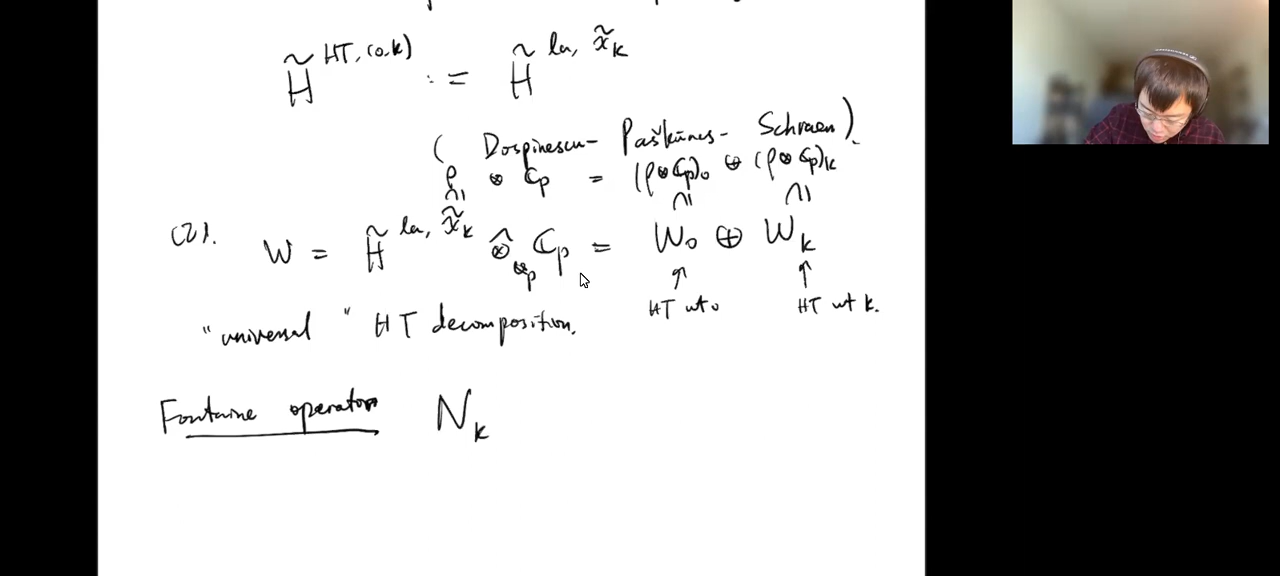 H̃^{HT,(0,k)} := H̃^{la, χ̃_k}
( Dospinescu - Paškūnas - Schraen ).
ρ ⊗ C_p = (ρ⊗C_p)_0 ⊕ (ρ⊗C_p)_k
(2). W = H̃^{la, χ̃_k} ⊗̂_{Q_p} C_p = W_0 ⊕ W_k
↑ HT wt 0 ↑ HT wt k.
"universal" HT decomposition.
Fontaine operator N_k